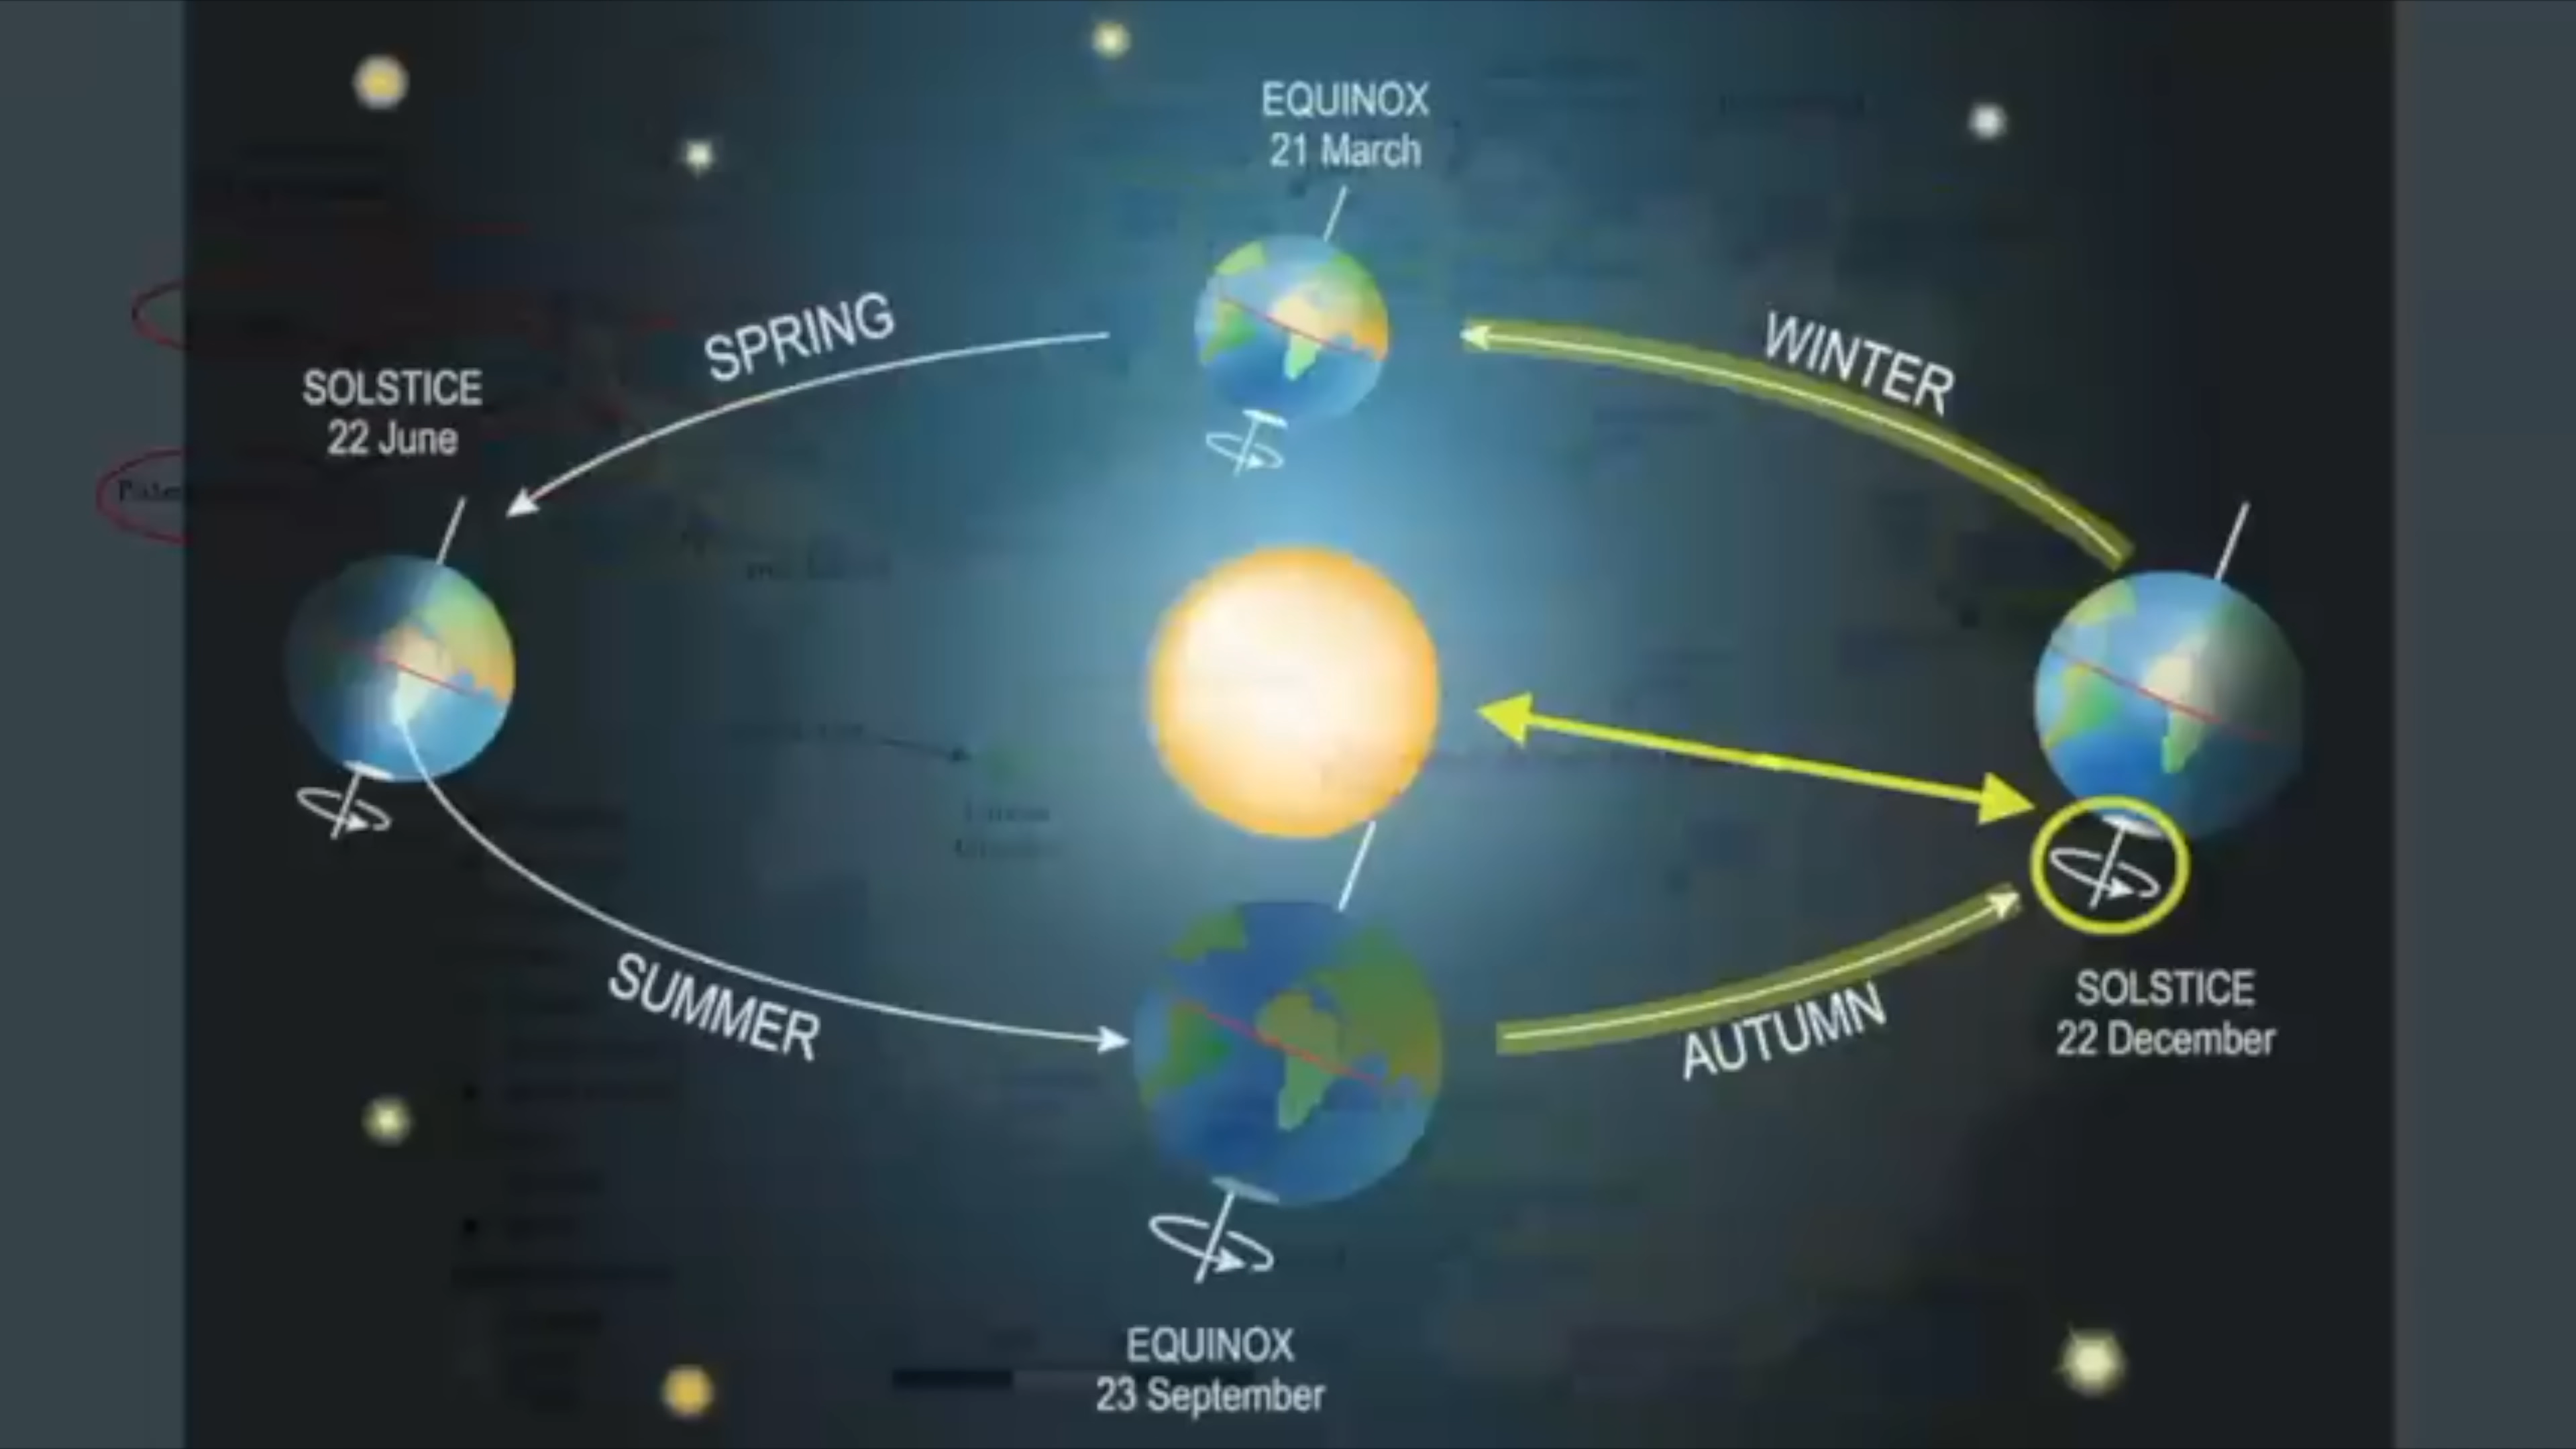 EQUINOX
21 March
SPRING
WINTER
SOLSTICE
22 June
SUMMER
AUTUMN
SOLSTICE
22 December
EQUINOX
23 September